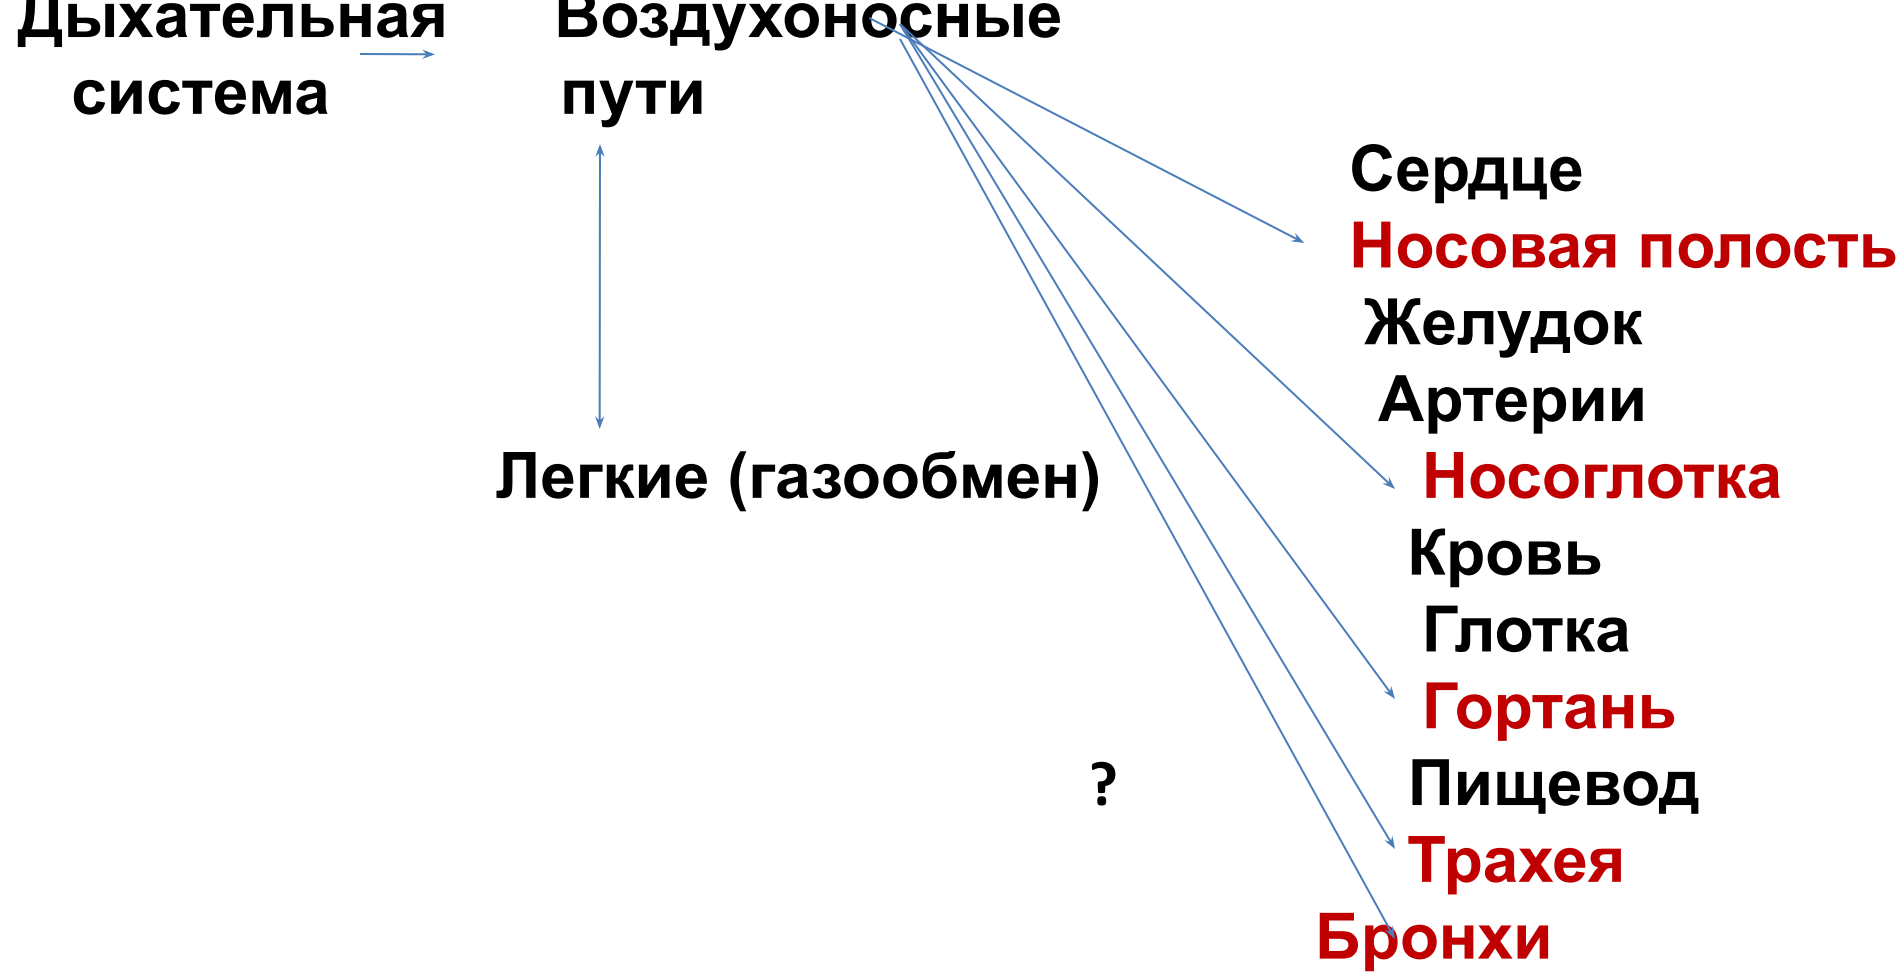 Дыхательная Воздухоносные
система пути
Сердце
Носовая полость
Желудок
Артерии
Легкие (газообмен) Носоглотка
Кровь
Глотка
Гортань
? Пищевод
Трахея
Бронхи